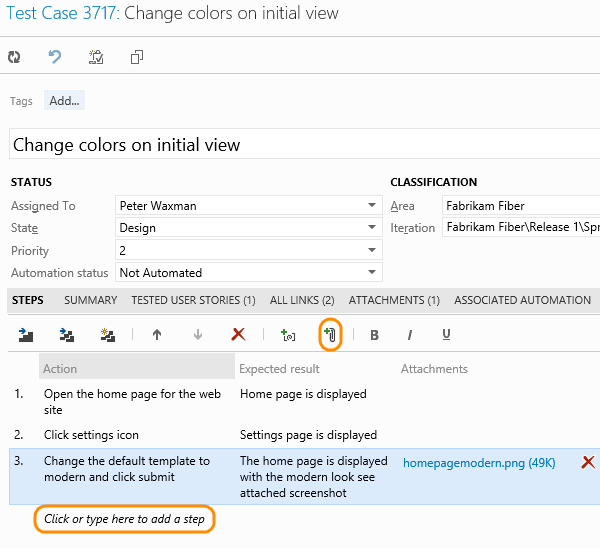 Test Case 3717: Change colors on initial view
Tags Add...
Change colors on initial view
STATUS CLASSIFICATION
Assigned To Peter Waxman Area Fabrikam Fiber
State Design Iteration Fabrikam Fiber\Release 1\Spr
Priority 2
Automation status Not Automated
STEPS SUMMARY TESTED USER STORIES (1) ALL LINKS (2) ATTACHMENTS (1) ASSOCIATED AUTOMATION
B I U
Action Expected result Attachments
1. Open the home page for the web Home page is displayed
site
2. Click settings icon Settings page is displayed
3. Change the default template to The home page is displayed homepagemodern.png (49K)
modern and click submit with the modern look see
attached screenshot
Click or type here to add a step